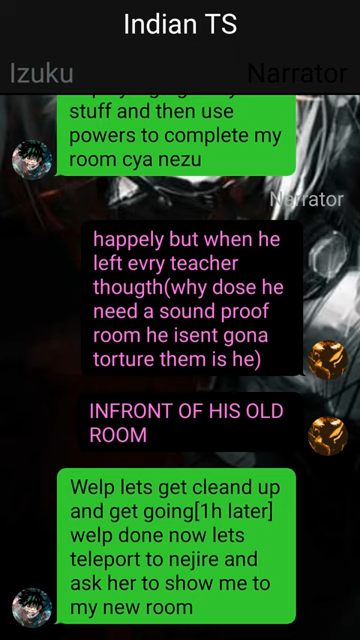 Indian TS
Izuku
Narrator
stuff and then use
powers to complete my
room cya nezu
Narrator
happely but when he
left evry teacher
thougth(why dose he
need a sound proof
room he isent gona
torture them is he)
INFRONT OF HIS OLD
ROOM
Welp lets get cleand up
and get going[1h later]
welp done now lets
teleport to nejire and
ask her to show me to
my new room